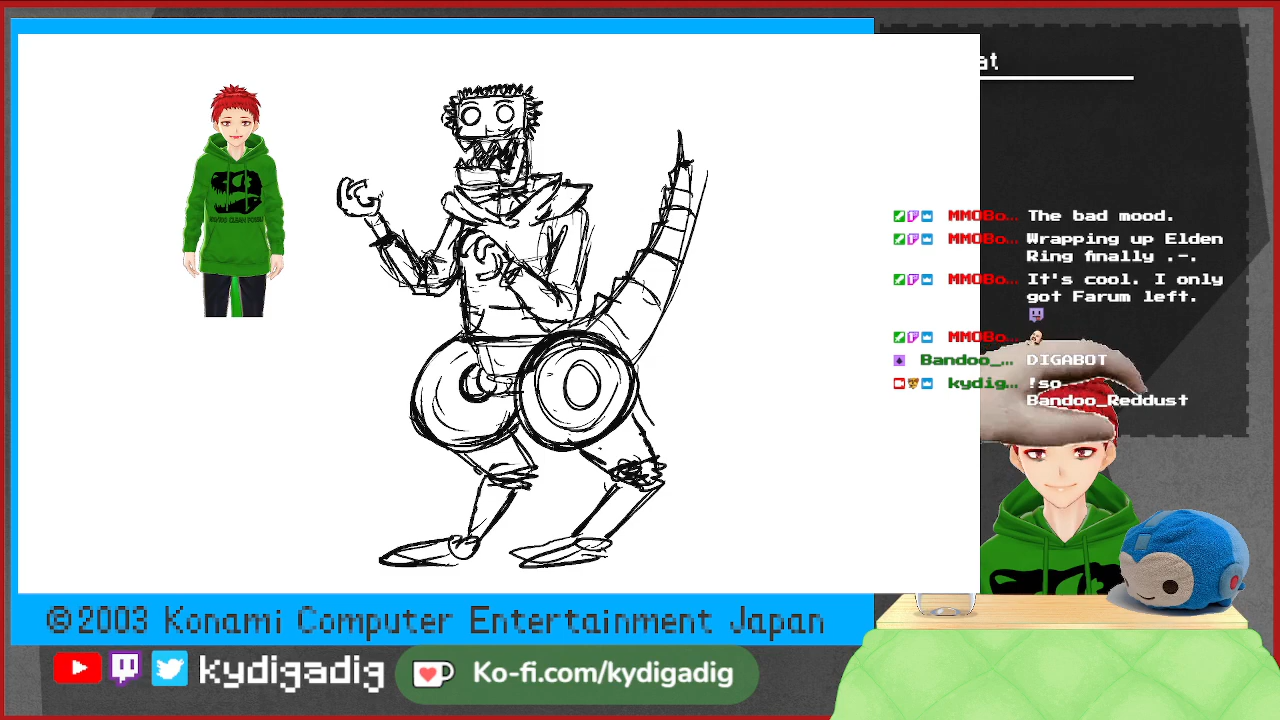 at
MMOBo... The bad mood.
MMOBo... Wrapping up Elden
Ring finally .-.
MMOBo... It's cool. I only
got Farum left.
MMOBo...
Bandoo_... DIGABOT
kydig... !so
Bandoo_Reddust
©2003 Konami Computer Entertainment Japan
kydigadig
Ko-fi.com/kydigadig